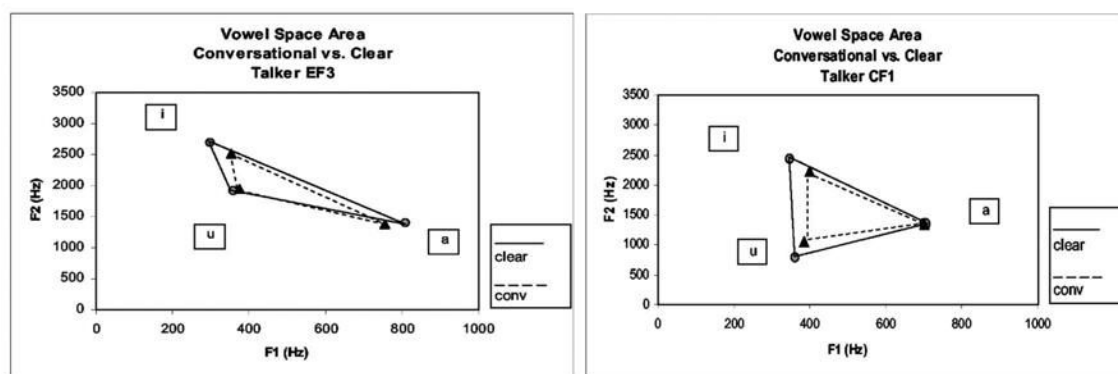 Vowel Space Area
Conversational vs. Clear
Talker EF3
3500
3000
2500
2000
1500
1000
500
0
F2 (Hz)
i
u
a
clear
conv
0 200 400 600 800 1000
F1 (Hz)
Vowel Space Area
Conversational vs. Clear
Talker CF1
3500
3000
2500
2000
1500
1000
500
0
F2 (Hz)
i
a
u
clear
conv
0 200 400 600 800 1000
F1 (Hz)